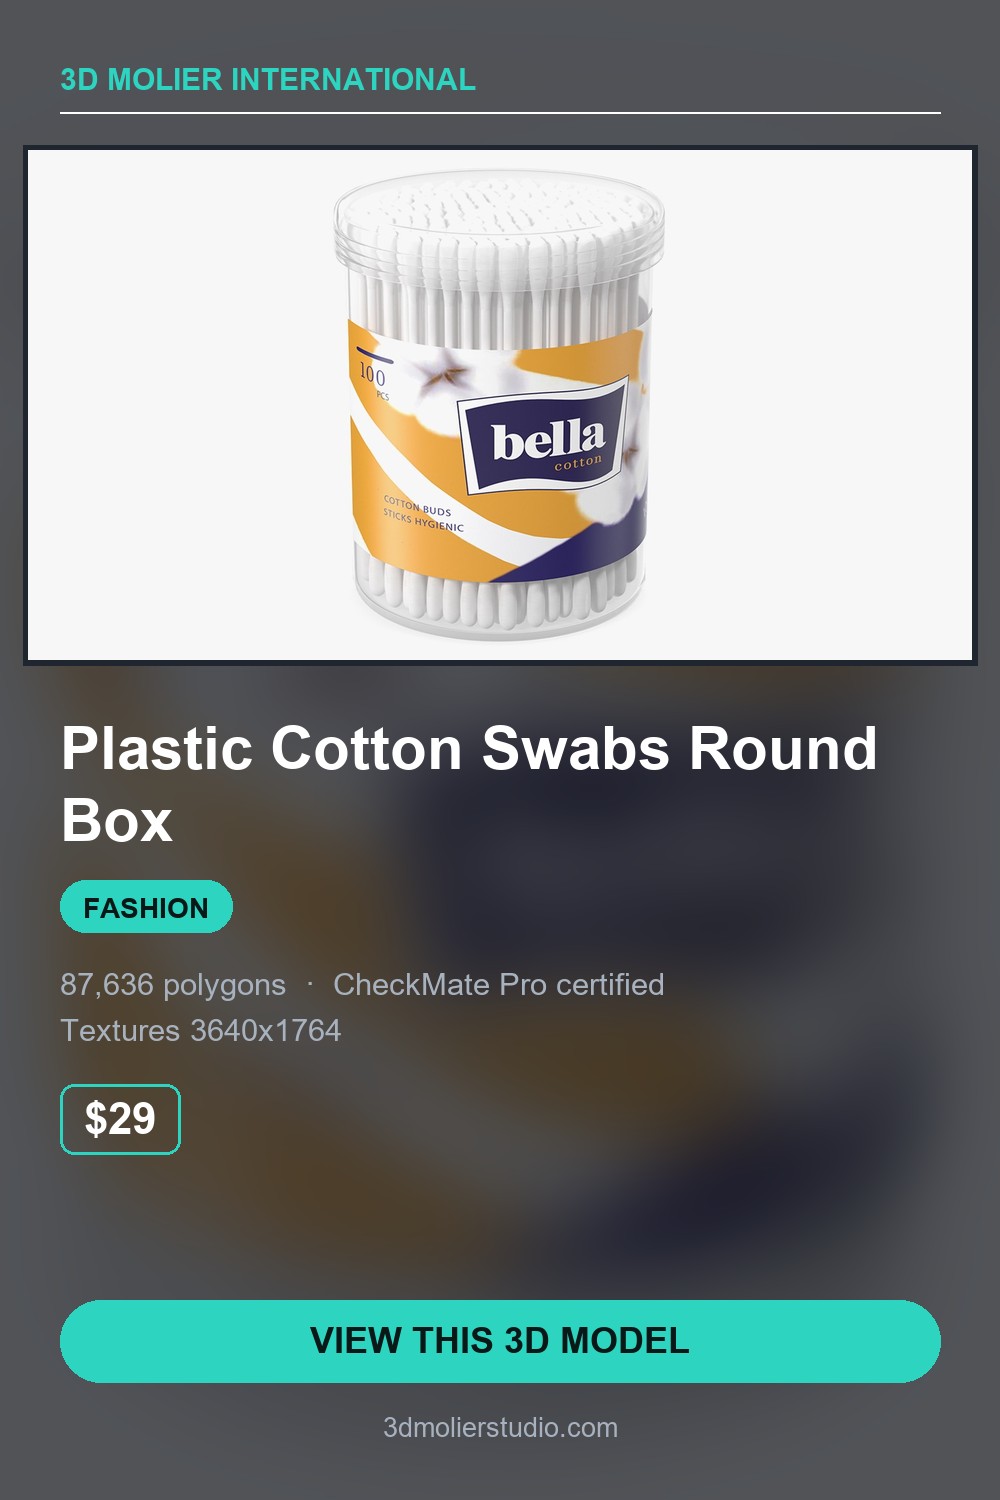 3D MOLIER INTERNATIONAL
100
PCS
bella
cotton
COTTON BUDS
STICKS HYGIENIC
Plastic Cotton Swabs Round
Box
FASHION
87,636 polygons · CheckMate Pro certified
Textures 3640x1764
$29
VIEW THIS 3D MODEL
3dmolierstudio.com